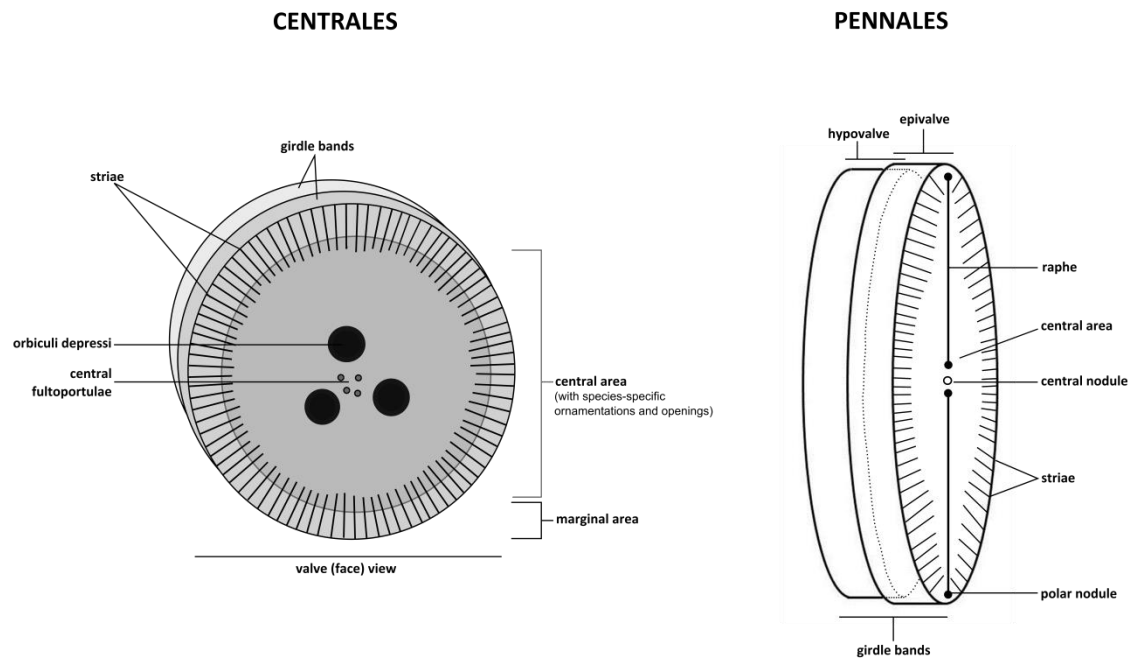 CENTRALES
girdle bands
striae
orbiculi depressi
central
fultoportulae
central area
(with species-specific
ornamentations and openings)
marginal area
valve (face) view
PENNALES
epivalve
hypovalve
raphe
central area
central nodule
striae
polar nodule
girdle bands